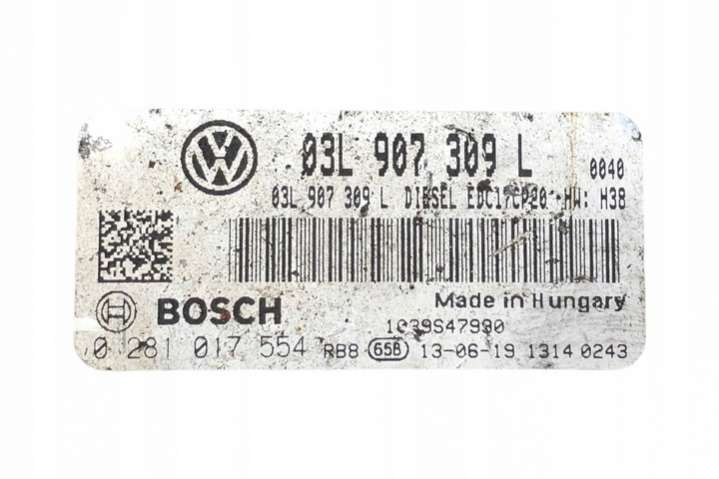 03L 907 309 L 0040
03L 907 309 L DIESEL EDC17CP20 HW: H38
BOSCH
Made in Hungary
1039S47990
0 281 017 554 RB8 658 13-06-19 1314 0243